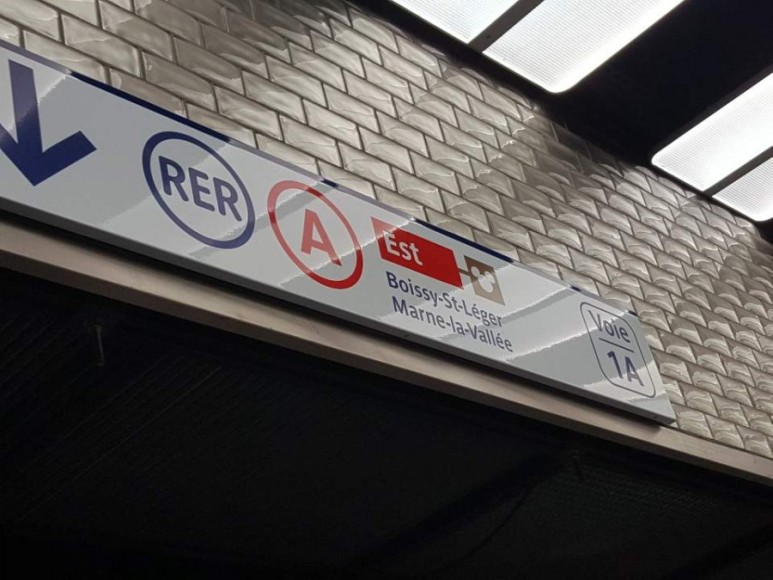 RER
A
Est
Boissy-St-Léger
Marne-la-Vallée
Voie
1A